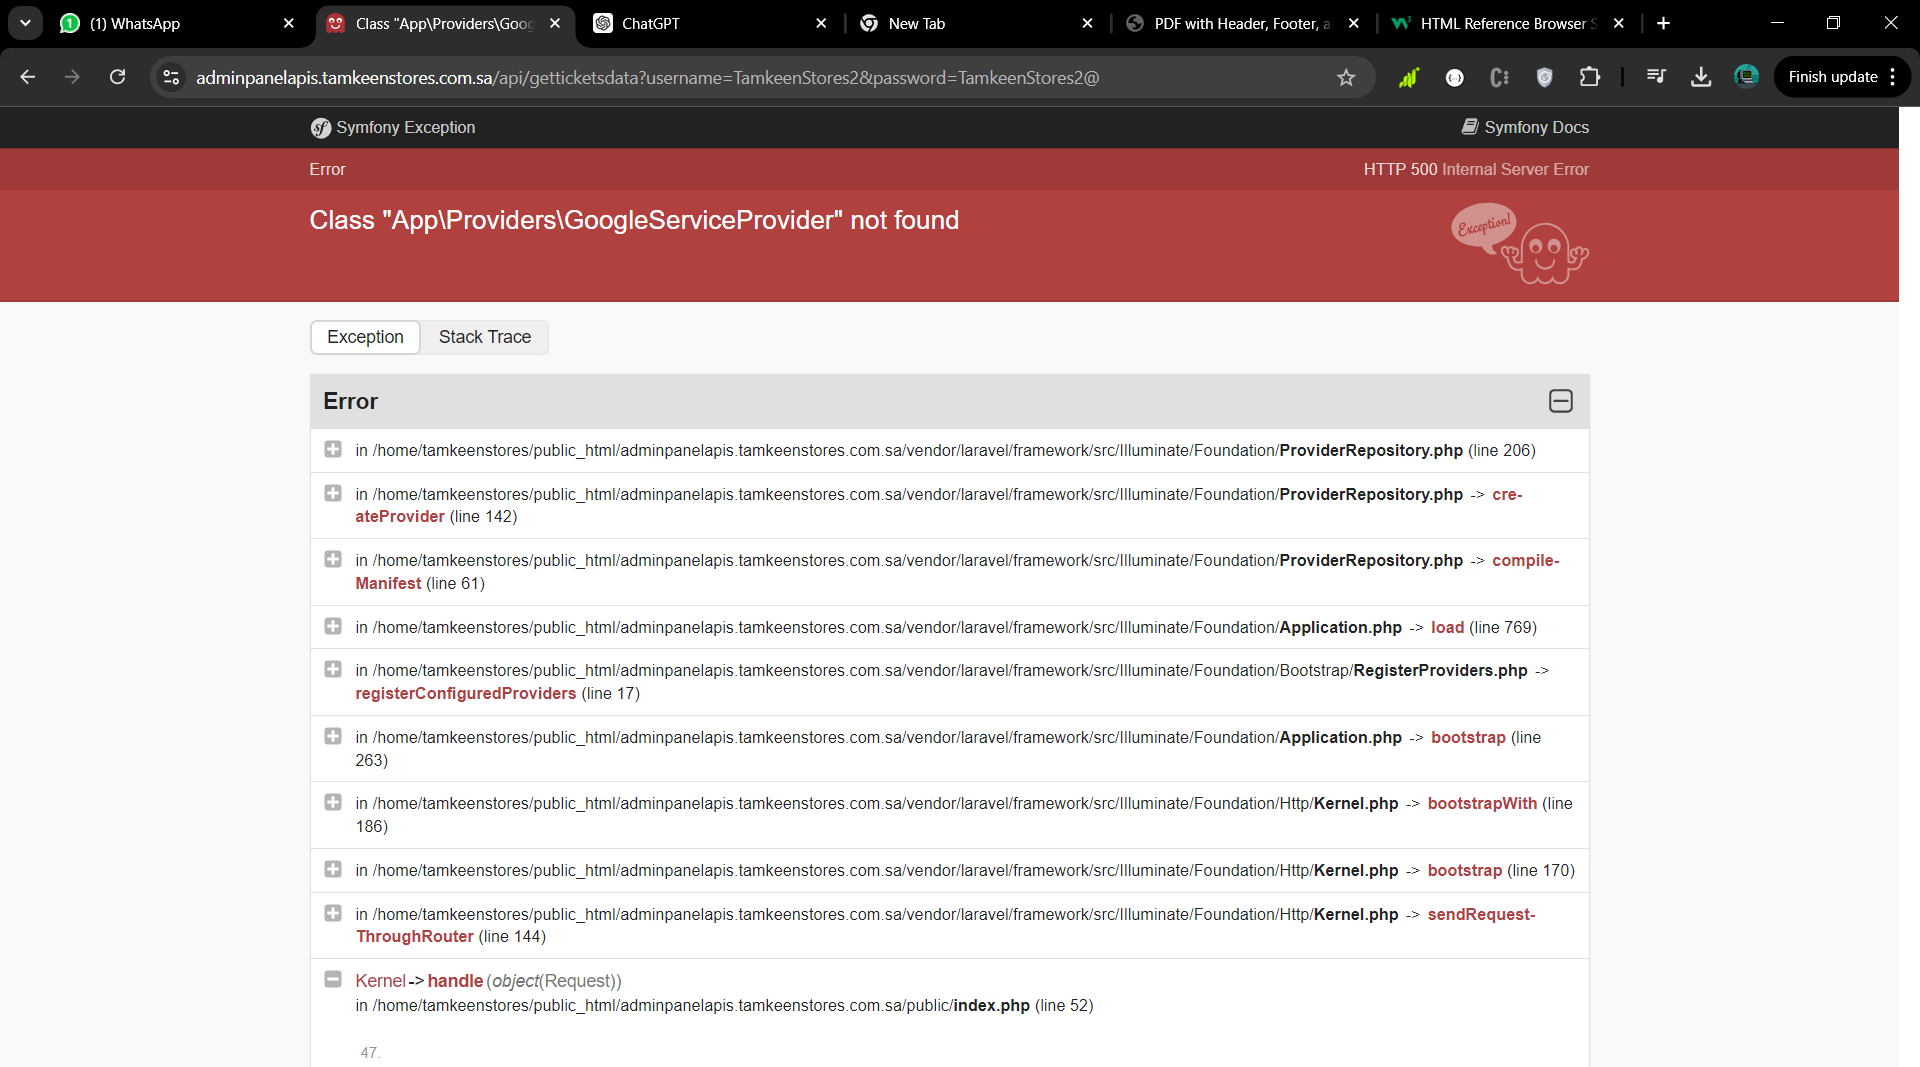 (1) WhatsApp
Class "App\Providers\Goog
ChatGPT
New Tab
PDF with Header, Footer, a
HTML Reference Browser S
adminpanelapis.tamkeenstores.com.sa/api/getticketsdata?username=TamkeenStores2&password=TamkeenStores2@
Finish update
Symfony Exception
Symfony Docs
Error
HTTP 500 Internal Server Error
Class "App\Providers\GoogleServiceProvider" not found
Exception!
Exception
Stack Trace
Error
in /home/tamkeenstores/public_html/adminpanelapis.tamkeenstores.com.sa/vendor/laravel/framework/src/Illuminate/Foundation/ProviderRepository.php (line 206)
in /home/tamkeenstores/public_html/adminpanelapis.tamkeenstores.com.sa/vendor/laravel/framework/src/Illuminate/Foundation/ProviderRepository.php -> cre-
ateProvider (line 142)
in /home/tamkeenstores/public_html/adminpanelapis.tamkeenstores.com.sa/vendor/laravel/framework/src/Illuminate/Foundation/ProviderRepository.php -> compile-
Manifest (line 61)
in /home/tamkeenstores/public_html/adminpanelapis.tamkeenstores.com.sa/vendor/laravel/framework/src/Illuminate/Foundation/Application.php -> load (line 769)
in /home/tamkeenstores/public_html/adminpanelapis.tamkeenstores.com.sa/vendor/laravel/framework/src/Illuminate/Foundation/Bootstrap/RegisterProviders.php ->
registerConfiguredProviders (line 17)
in /home/tamkeenstores/public_html/adminpanelapis.tamkeenstores.com.sa/vendor/laravel/framework/src/Illuminate/Foundation/Application.php -> bootstrap (line
263)
in /home/tamkeenstores/public_html/adminpanelapis.tamkeenstores.com.sa/vendor/laravel/framework/src/Illuminate/Foundation/Http/Kernel.php -> bootstrapWith (line
186)
in /home/tamkeenstores/public_html/adminpanelapis.tamkeenstores.com.sa/vendor/laravel/framework/src/Illuminate/Foundation/Http/Kernel.php -> bootstrap (line 170)
in /home/tamkeenstores/public_html/adminpanelapis.tamkeenstores.com.sa/vendor/laravel/framework/src/Illuminate/Foundation/Http/Kernel.php -> sendRequest-
ThroughRouter (line 144)
Kernel->handle(object(Request))
in /home/tamkeenstores/public_html/adminpanelapis.tamkeenstores.com.sa/public/index.php (line 52)
47.